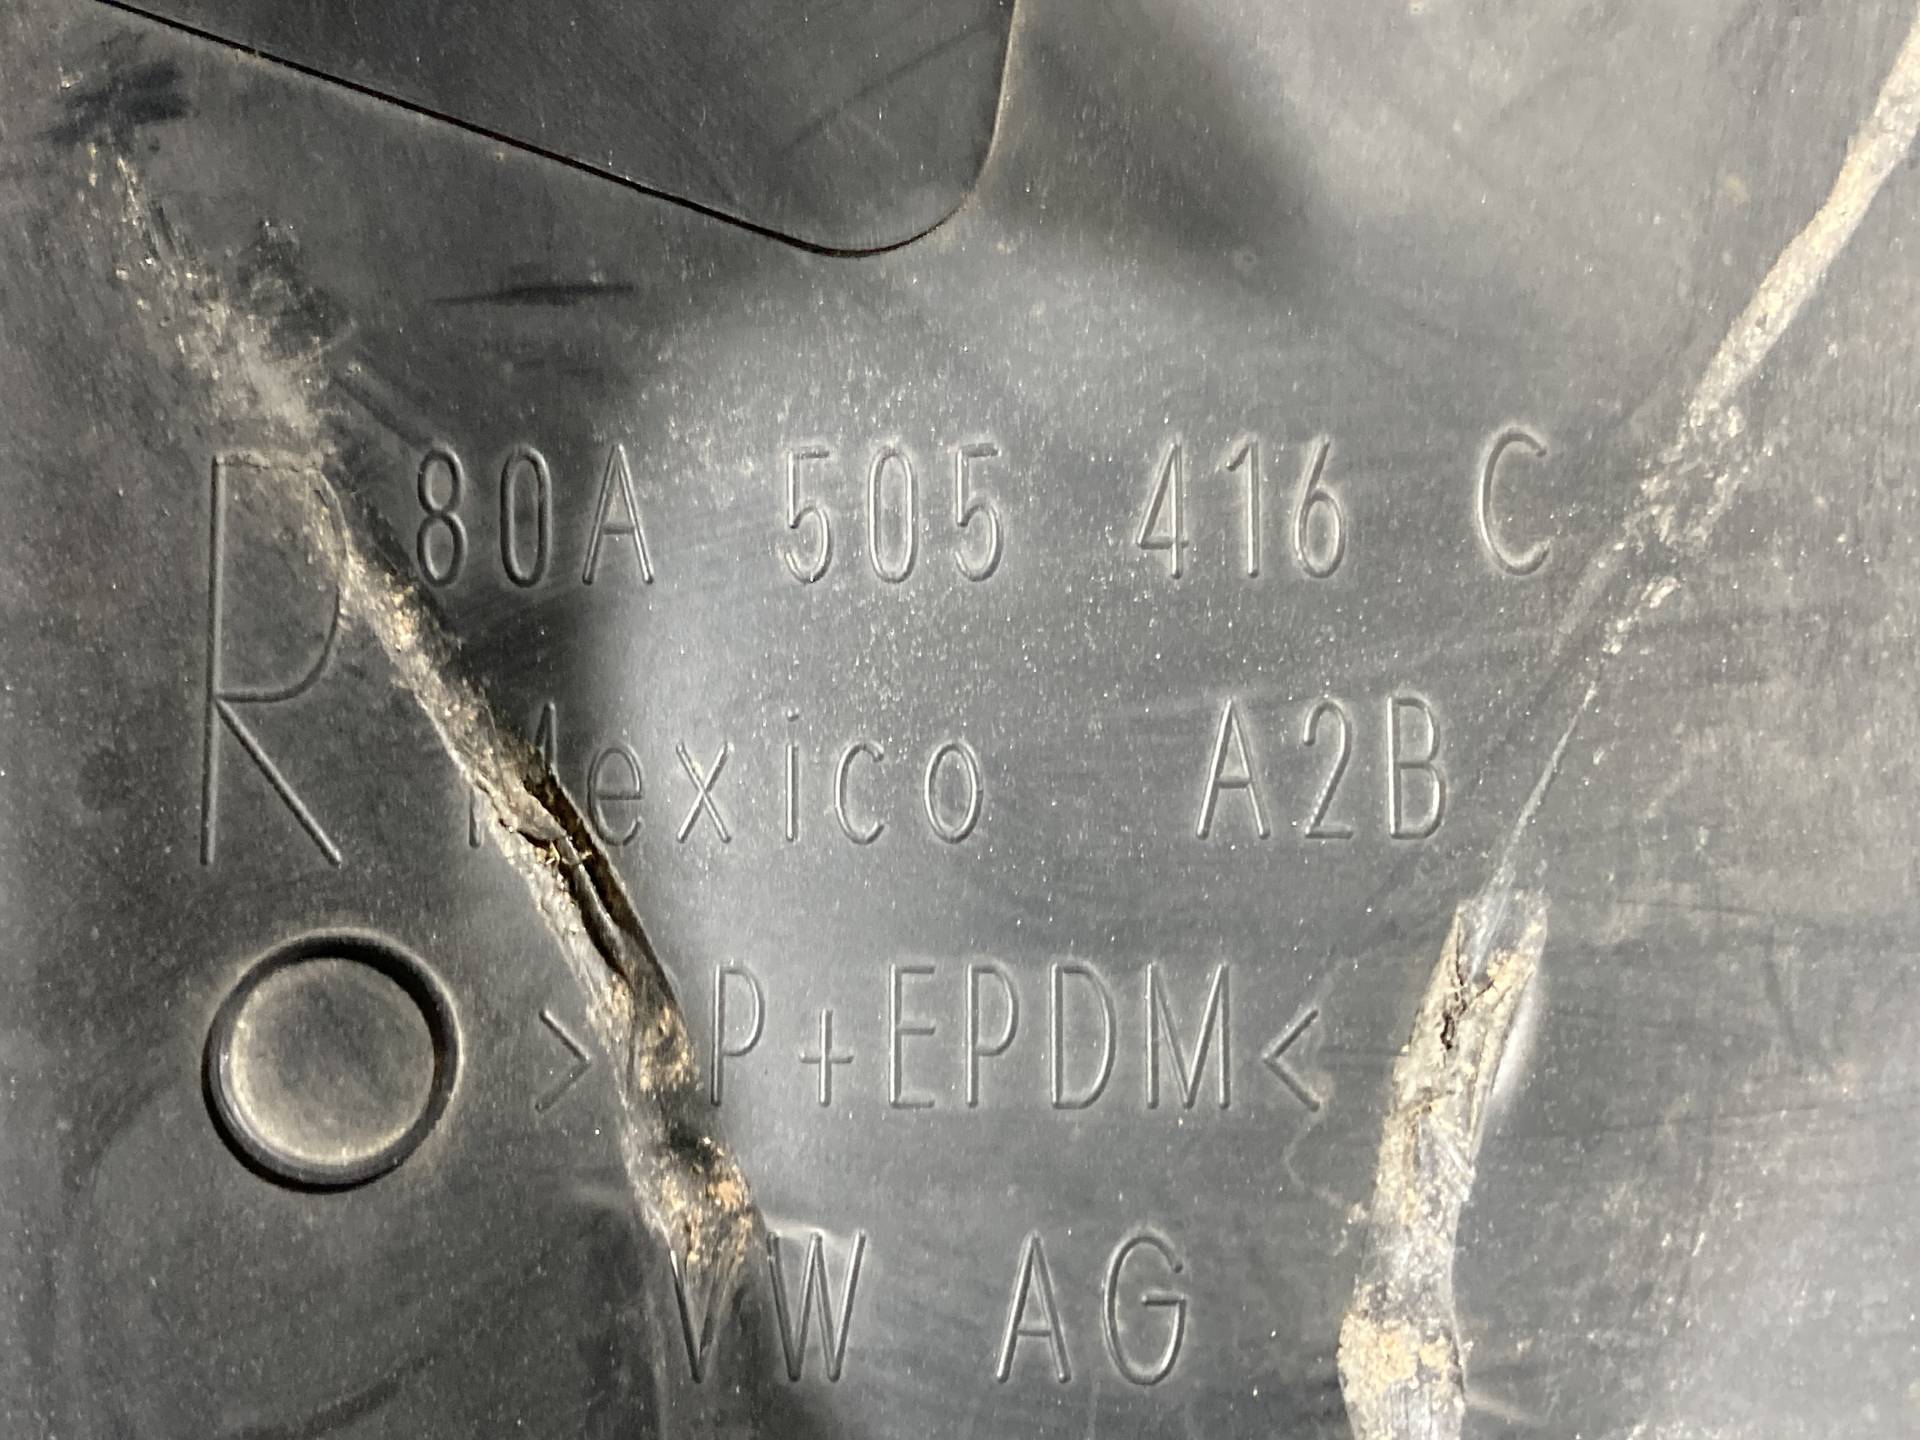 R
80A 505 416 C
Mexico A2B
P+EPDM<
VW AG